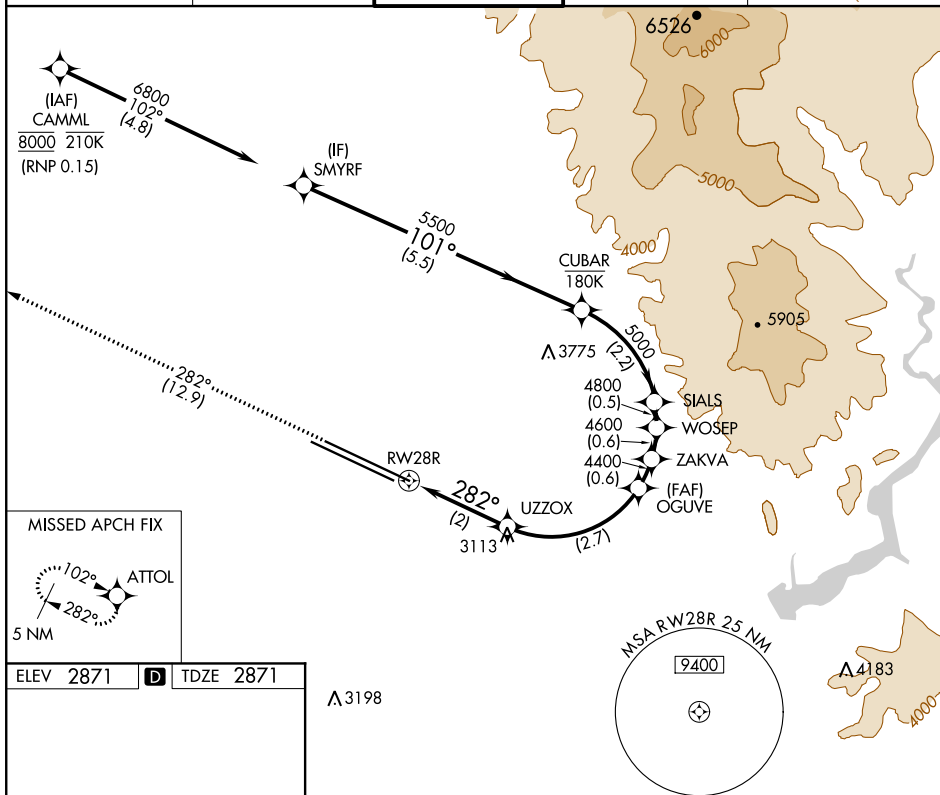 6526
6000
(IAF)
CAMML
8000 210K
(RNP 0.15)
6800
102°
(4.8)
(IF)
SMYRF
5000
5500
101°
(5.5)
4000
CUBAR
180K
5905
5000
(2.2)
3775
282°
(12.9)
4800
(0.5)
SIALS
4600
(0.6)
WOSEP
4400
(0.6)
ZAKVA
RW28R
(FAF)
OGUVE
282°
(2)
UZZOX
3113
(2.7)
MISSED APCH FIX
102°
ATTOL
282°
5 NM
MSA RW28R 25 NM
9400
4183
4000
ELEV 2871 D TDZE 2871
3198